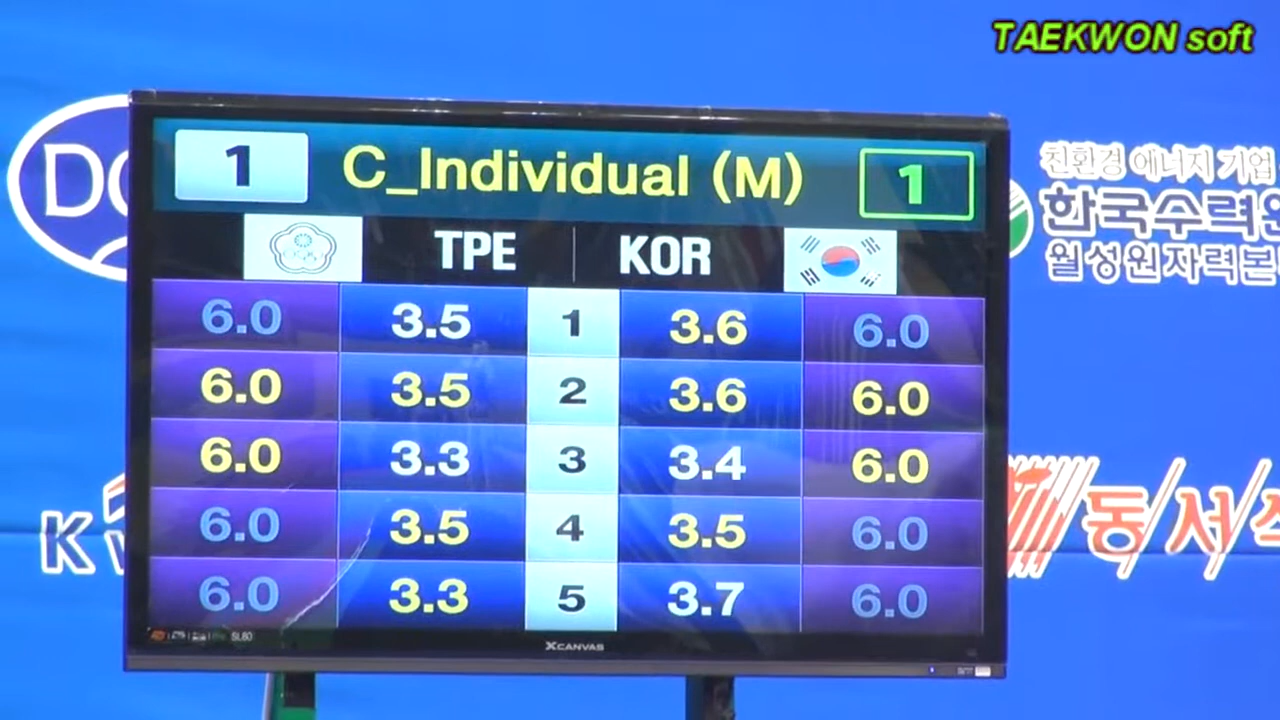 TAEKWON soft
1 C_Individual (M) 1
TPE KOR
6.0 3.5 1 3.6 6.0
6.0 3.5 2 3.6 6.0
6.0 3.3 3 3.4 6.0
6.0 3.5 4 3.5 6.0
6.0 3.3 5 3.7 6.0
SL80
XCANVAS
친환경 에너지 기업
한국수력원
월성원자력본
동서
K